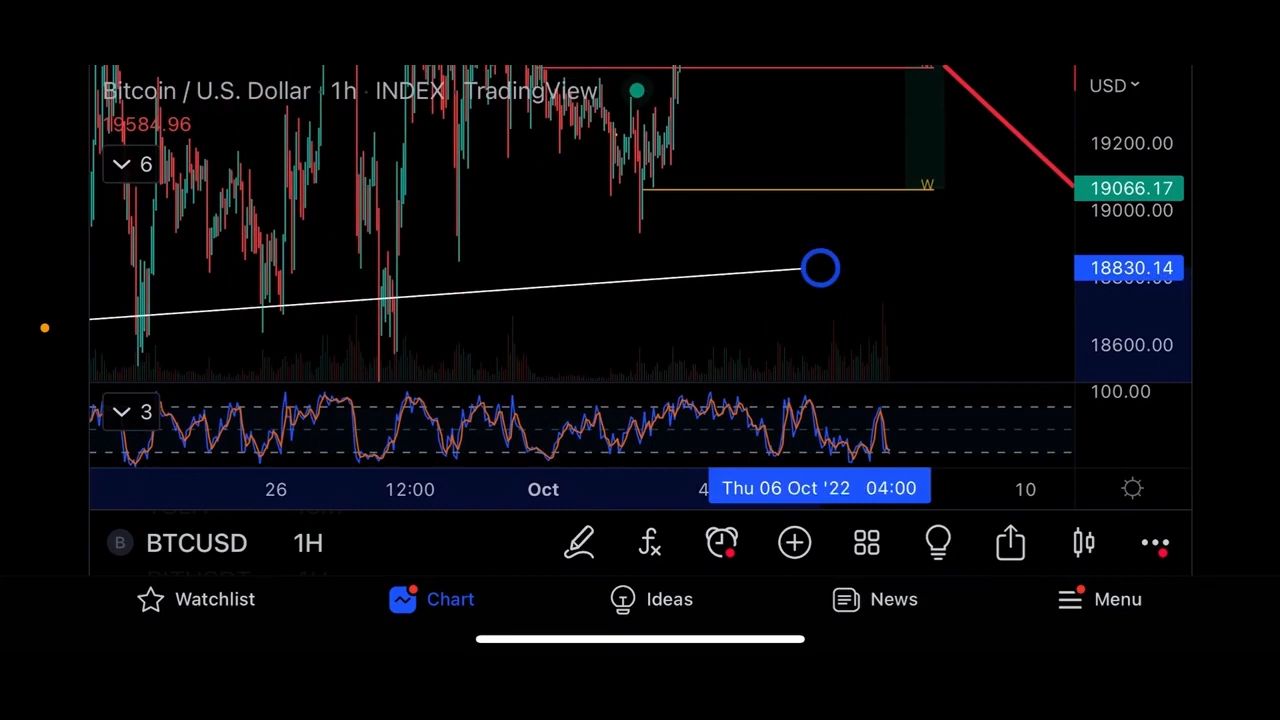 Bitcoin / U.S. Dollar · 1h · INDEX · TradingView
USD
19584.96
19200.00
6
W
19066.17
19000.00
18830.14
18600.00
100.00
3
26
12:00
Oct
4
Thu 06 Oct '22 04:00
10
B BTCUSD 1H
fx
Watchlist
Chart
Ideas
News
Menu